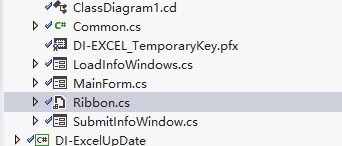 ClassDiagram1.cd
Common.cs
DI-EXCEL_TemporaryKey.pfx
LoadInfoWindows.cs
MainForm.cs
Ribbon.cs
SubmitInfoWindow.cs
DI-ExcelUpDate